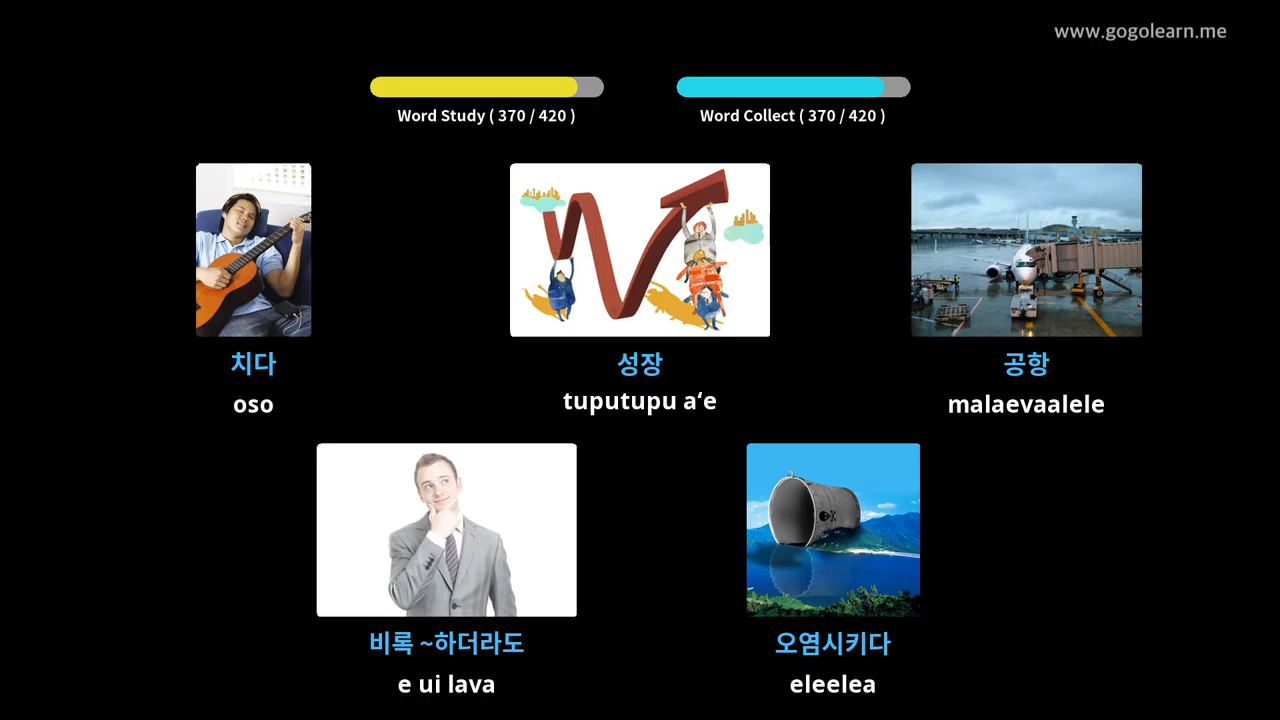 www.gogolearn.me
Word Study ( 370 / 420 )
Word Collect ( 370 / 420 )
치다
oso
성장
tuputupu aʻe
공항
malaevaalele
비록 ~하더라도
e ui lava
오염시키다
eleelea